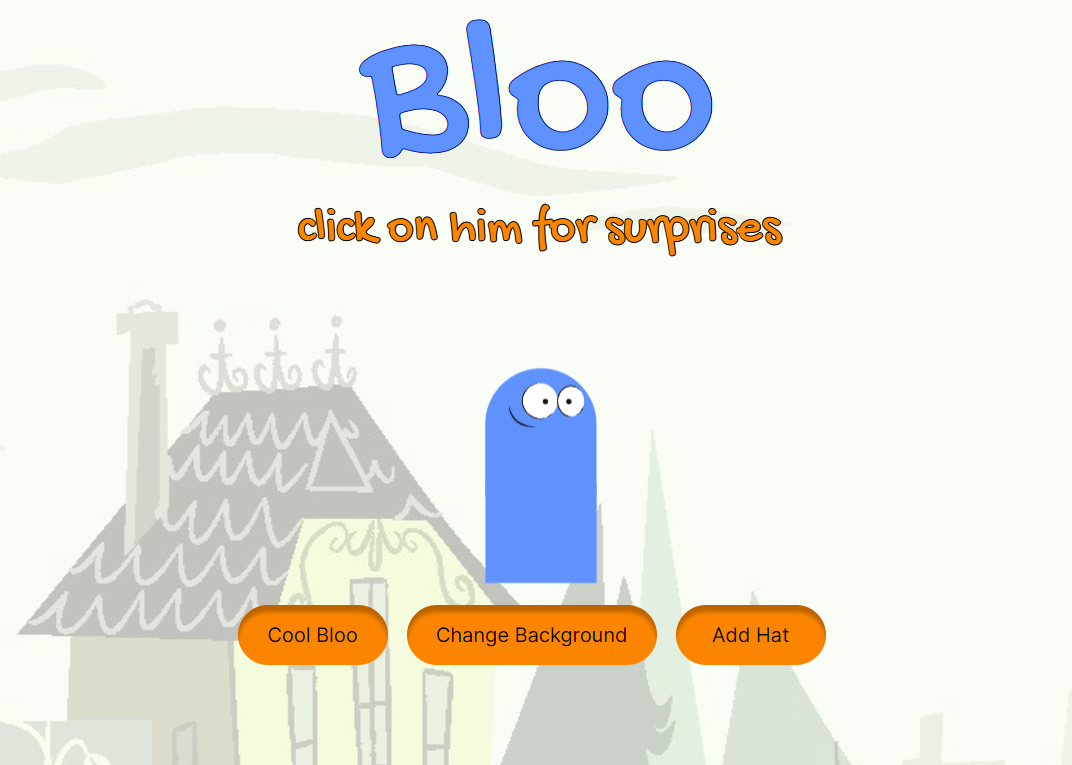 Bloo
click on him for surprises
Cool Bloo
Change Background
Add Hat